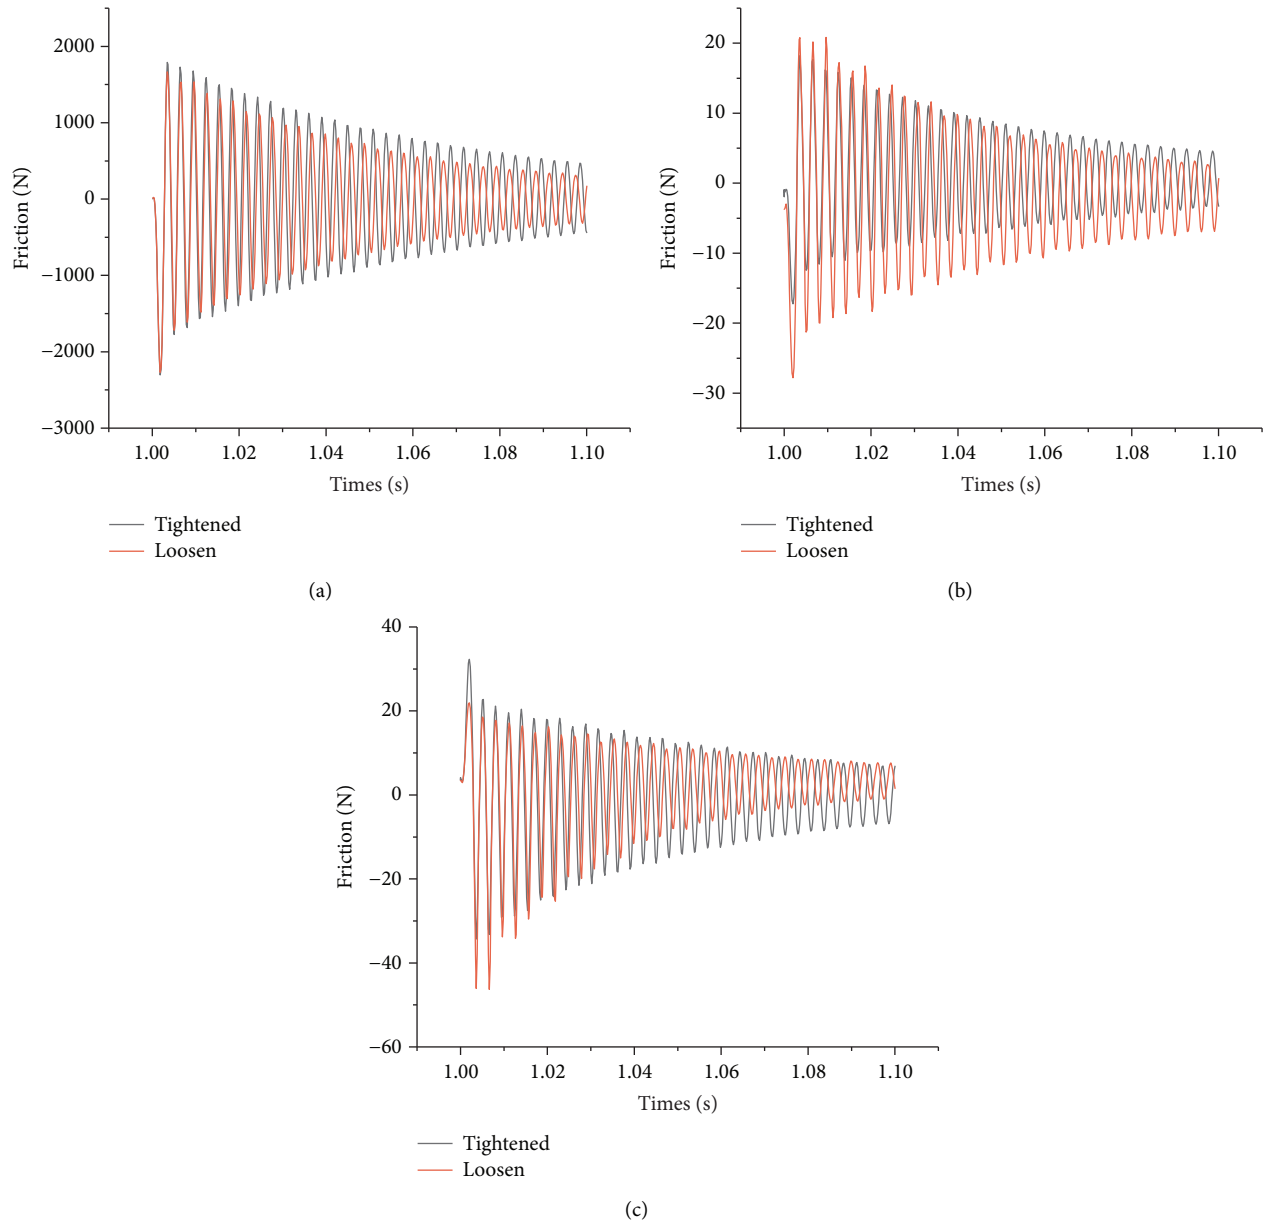 2000
1000
0
−1000
−2000
−3000
Friction (N)
1.00 1.02 1.04 1.06 1.08 1.10
Times (s)
Tightened
Loosen
(a)
20
10
0
−10
−20
−30
Friction (N)
1.00 1.02 1.04 1.06 1.08 1.10
Times (s)
Tightened
Loosen
(b)
40
20
0
−20
−40
−60
Friction (N)
1.00 1.02 1.04 1.06 1.08 1.10
Times (s)
Tightened
Loosen
(c)